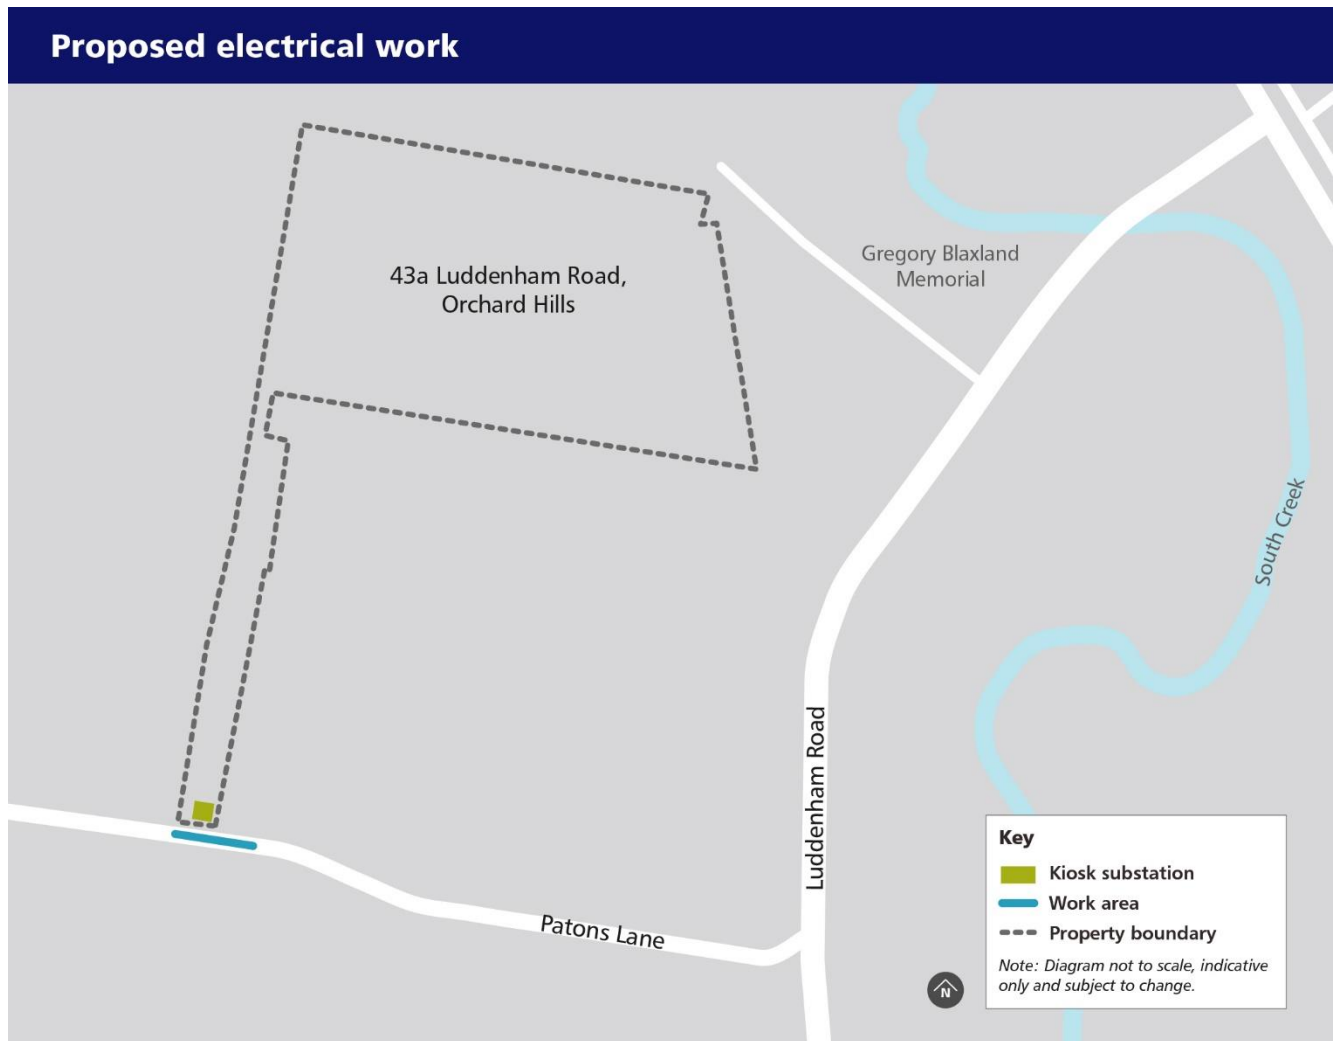 Proposed electrical work
43a Luddenham Road,
Orchard Hills
Gregory Blaxland
Memorial
South Creek
Luddenham Road
Patons Lane
N
Key
Kiosk substation
Work area
Property boundary
Note: Diagram not to scale, indicative
only and subject to change.